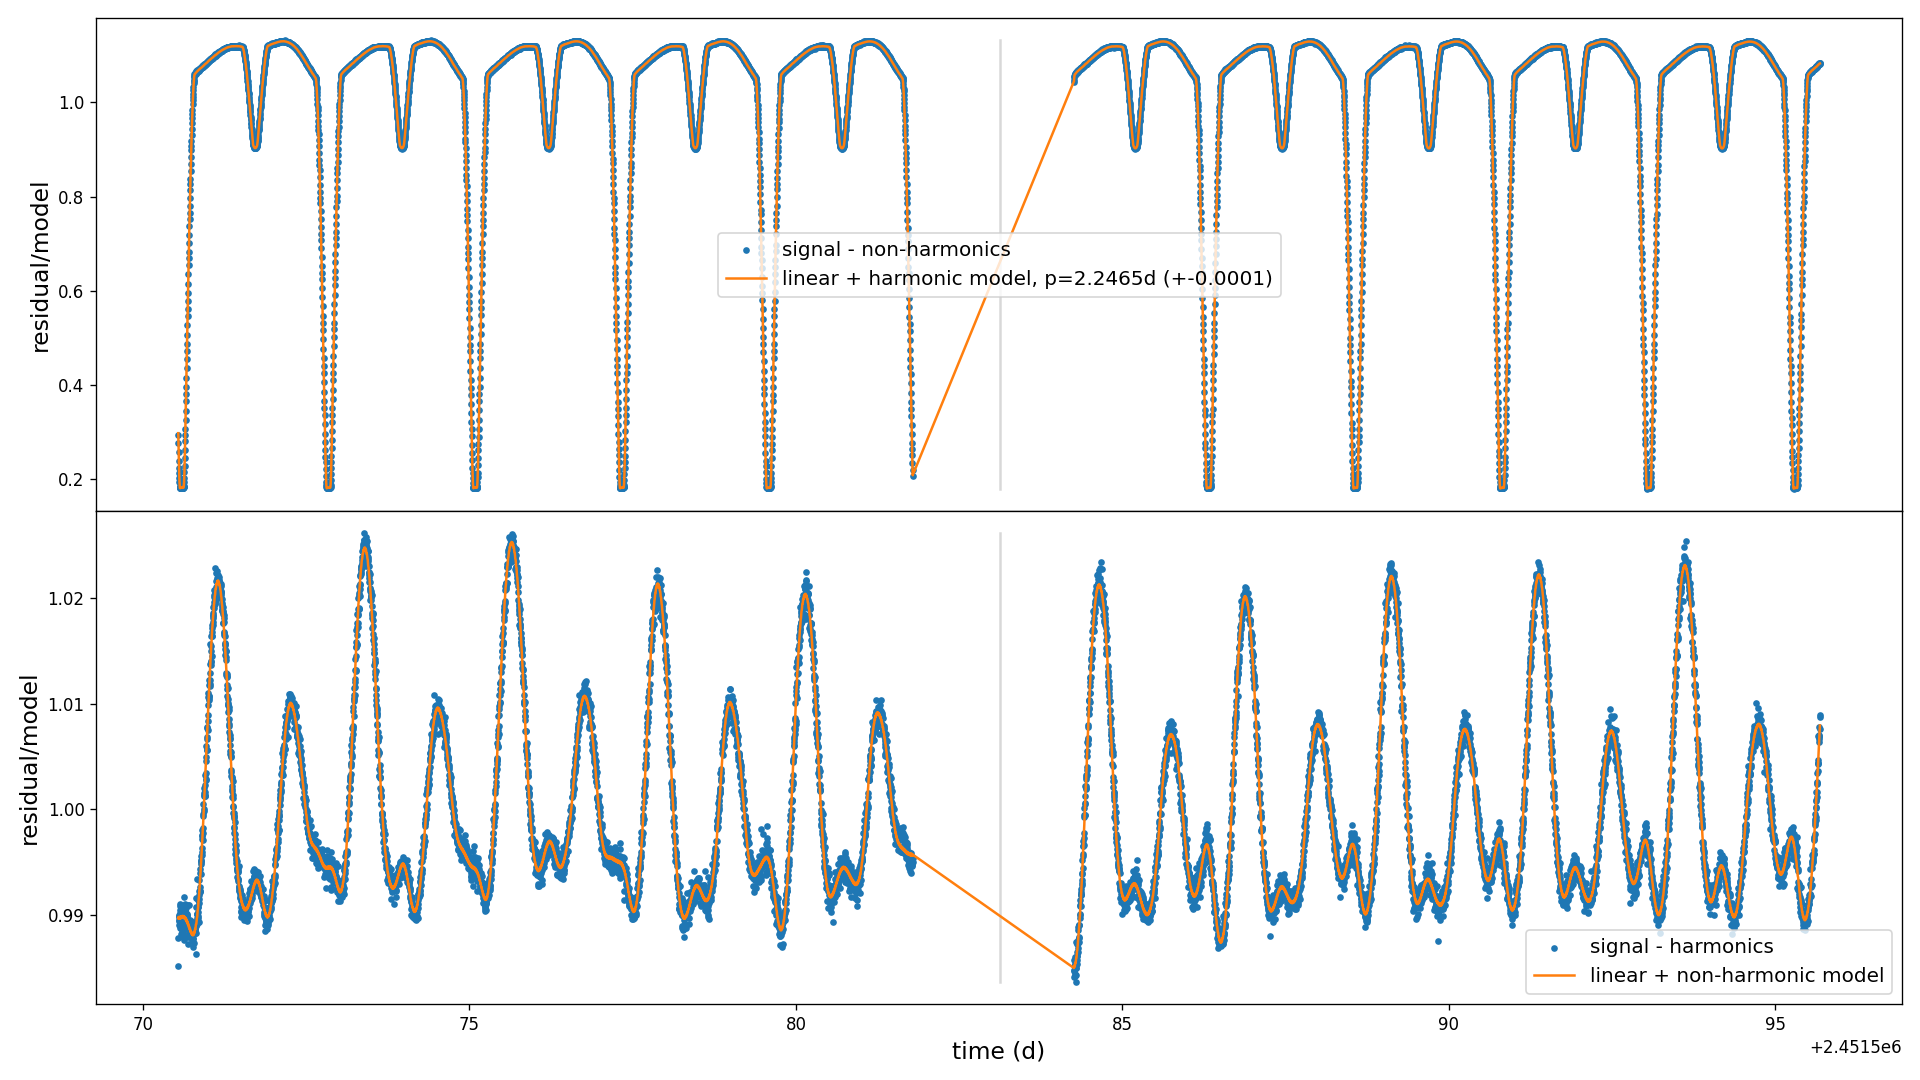 1.0
0.8
0.6
0.4
0.2
residual/model
signal - non-harmonics
linear + harmonic model, p=2.2465d (+-0.0001)
1.02
1.01
1.00
0.99
residual/model
signal - harmonics
linear + non-harmonic model
70 75 80 85 90 95
time (d)
+2.4515e6